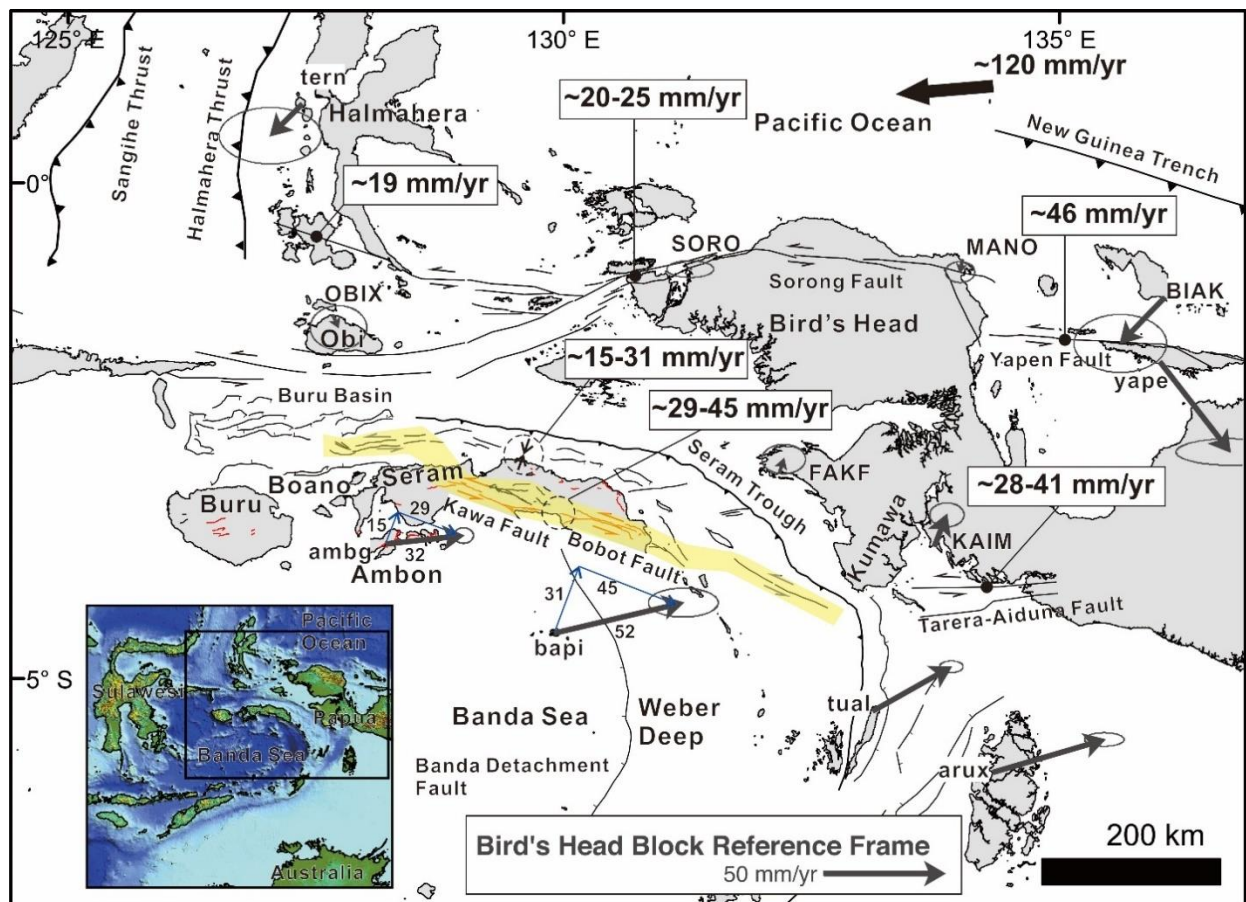 125° E
130° E
135° E
~120 mm/yr
tern
~20-25 mm/yr
Sangihe Thrust
Halmahera Thrust
Halmahera
Pacific Ocean
New Guinea Trench
0°
~19 mm/yr
~46 mm/yr
SORO
MANO
OBIX
Sorong Fault
BIAK
Obi
Bird's Head
~15-31 mm/yr
Yapen Fault
yape
Buru Basin
~29-45 mm/yr
Seram Trough
FAKF
~28-41 mm/yr
Boano
Seram
Buru
Kawa Fault
Kumawa
KAIM
15
29
ambg
32
Ambon
Bobot Fault
31
45
52
bapi
Tarera-Aiduna Fault
Pacific
Ocean
Sulawesi
Papua
Banda Sea
Australia
5° S
Banda Sea
Weber
Deep
tual
Banda Detachment
Fault
arux
Bird's Head Block Reference Frame
50 mm/yr
200 km